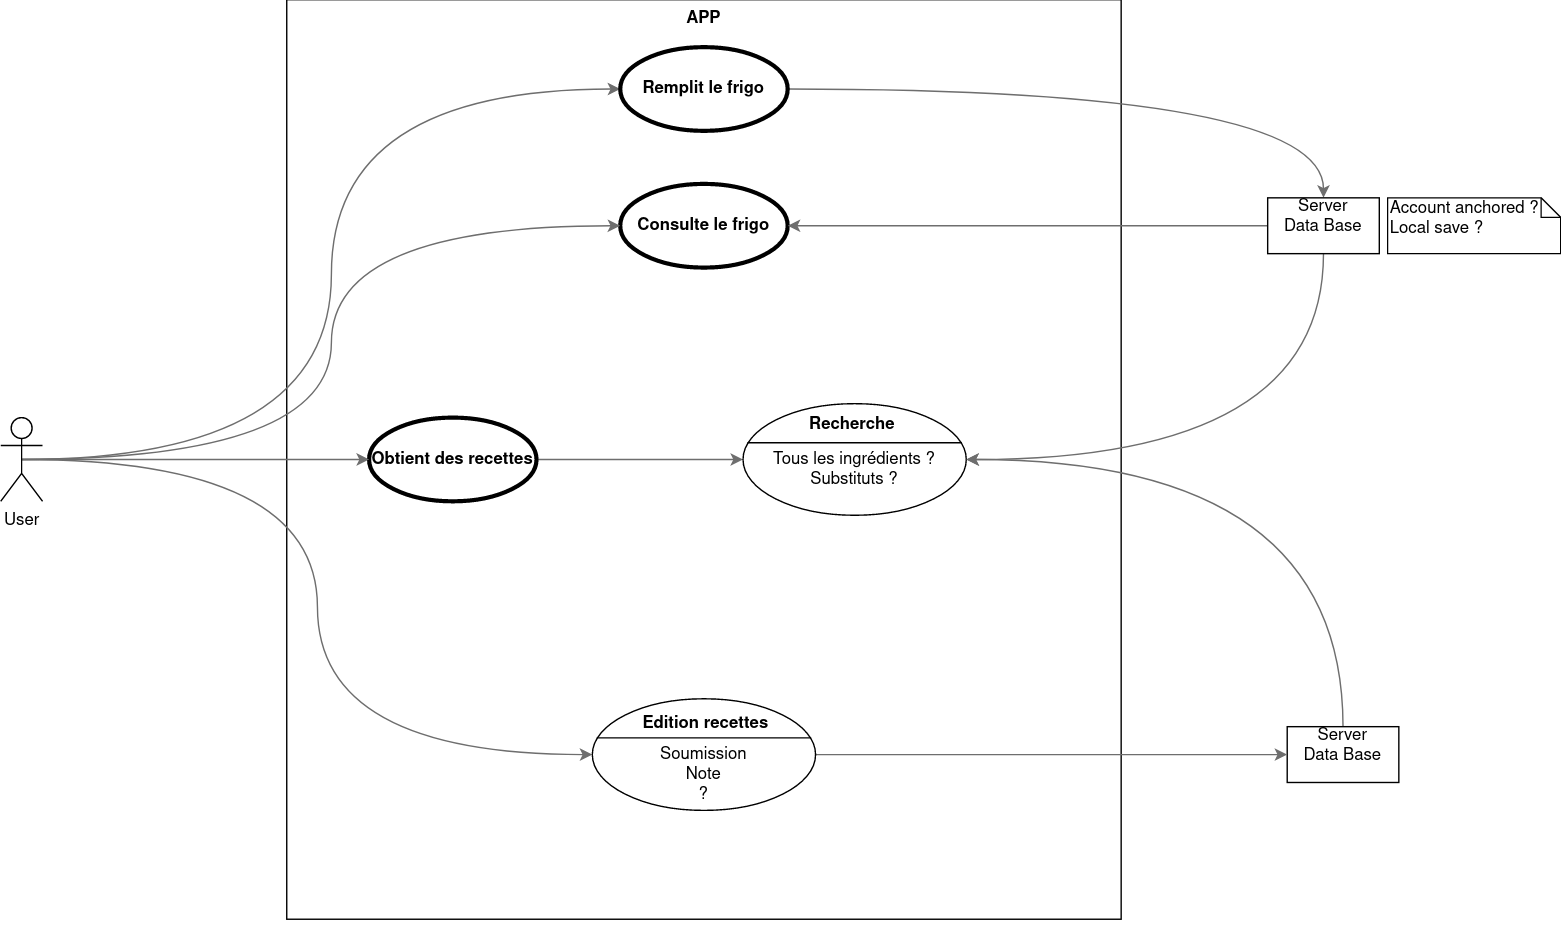 APP
Remplit le frigo
Consulte le frigo
Server
Data Base
Account anchored ?
Local save ?
Obtient des recettes
Recherche
Tous les ingrédients ?
Substituts ?
User
Edition recettes
Soumission
Note
?
Server
Data Base